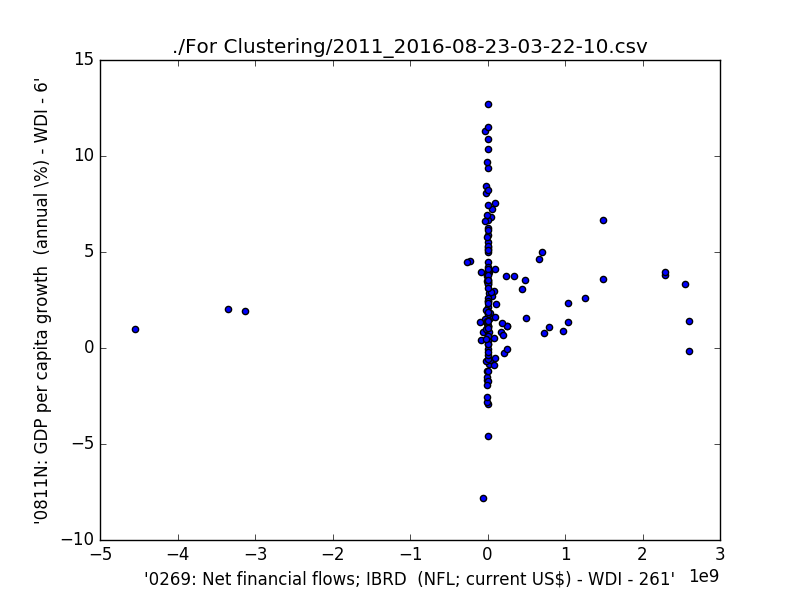 ./For Clustering/2011_2016-08-23-03-22-10.csv
15
10
5
0
−5
−10
'0811N: GDP per capita growth  (annual \%) - WDI - 6'
−5 −4 −3 −2 −1 0 1 2 3
1e9
'0269: Net financial flows; IBRD  (NFL; current US$) - WDI - 261'